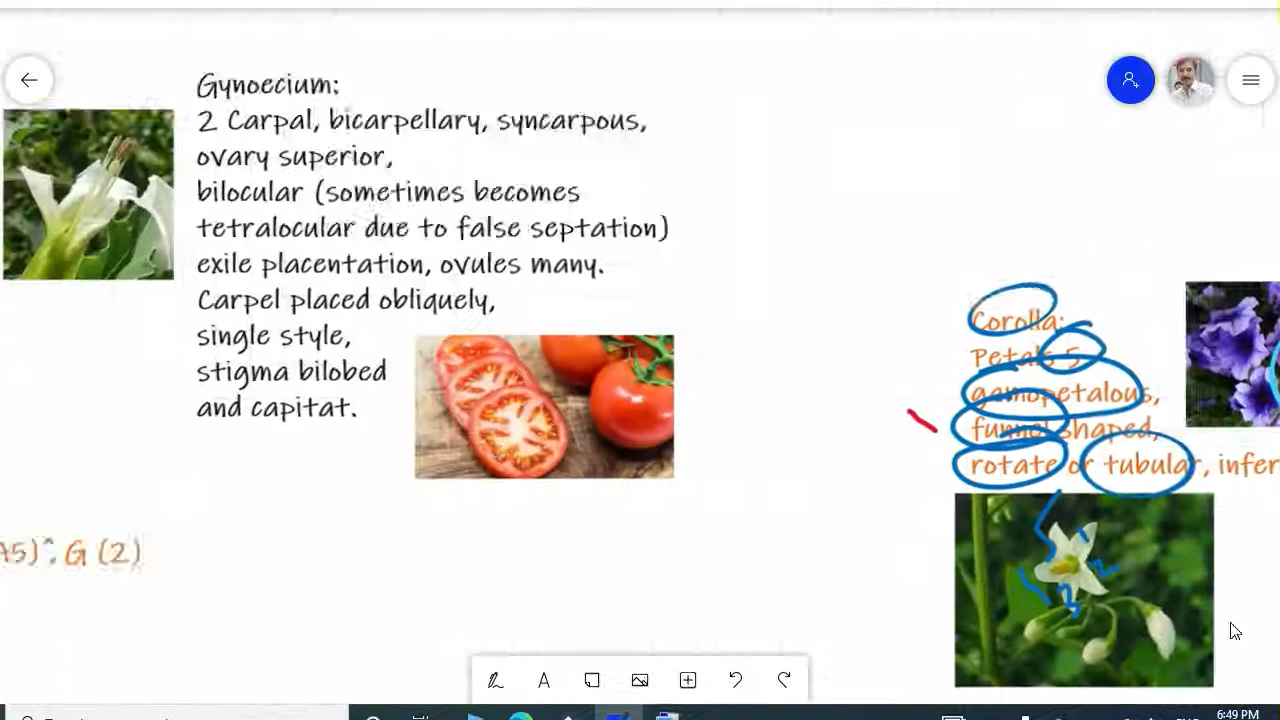 Gynoecium:
2 Carpal, bicarpellary, syncarpous,
ovary superior,
bilocular (sometimes becomes
tetralocular due to false septation)
exile placentation, ovules many.
Carpel placed obliquely,
single style,
stigma bilobed
and capitat.
A5)^, G (2)
Corolla:
Petals 5
gamopetalous,
funnel shaped,
rotate or tubular, infer
6:49 PM